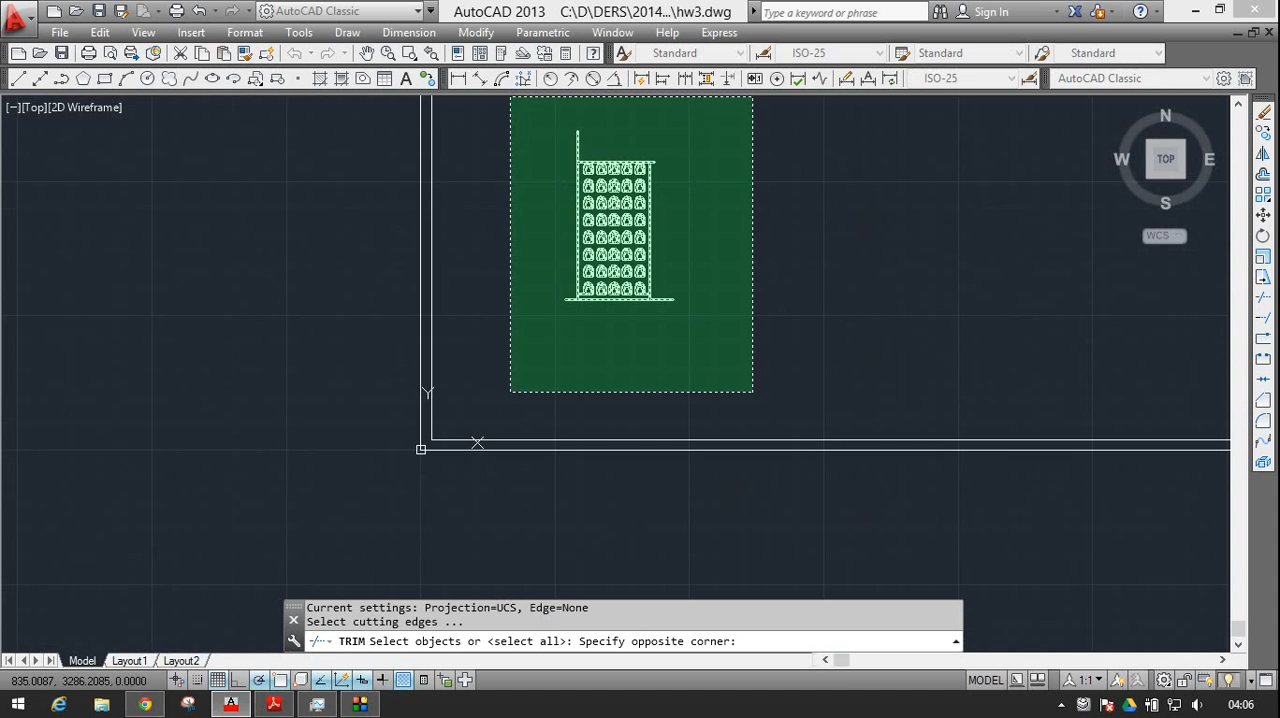 AutoCAD Classic
AutoCAD 2013 C:\D\DERS\2014...\hw3.dwg
Type a keyword or phrase
Sign In
File Edit View Insert Format Tools Draw Dimension Modify Parametric Window Help Express
Standard ISO-25 Standard Standard
A ISO-25 AutoCAD Classic
[−][Top][2D Wireframe]
N
W TOP E
S
WCS
Y
X
Current settings: Projection=UCS, Edge=None
Select cutting edges ...
TRIM Select objects or <select all>: Specify opposite corner:
Model Layout1 Layout2
835.0087, 3286.2085, 0.0000 MODEL 1:1
04:06